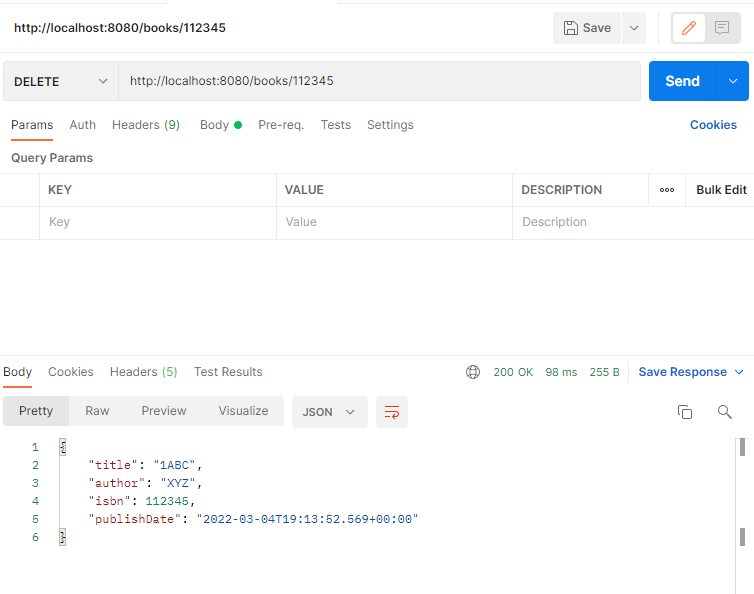 http://localhost:8080/books/112345 Save
DELETE http://localhost:8080/books/112345 Send
Params Auth Headers (9) Body Pre-req. Tests Settings Cookies
Query Params
KEY VALUE DESCRIPTION ooo Bulk Edit
Key Value Description
Body Cookies Headers (5) Test Results 200 OK 98 ms 255 B Save Response
Pretty Raw Preview Visualize JSON
1 {
2 "title": "1ABC",
3 "author": "XYZ",
4 "isbn": 112345,
5 "publishDate": "2022-03-04T19:13:52.569+00:00"
6 }